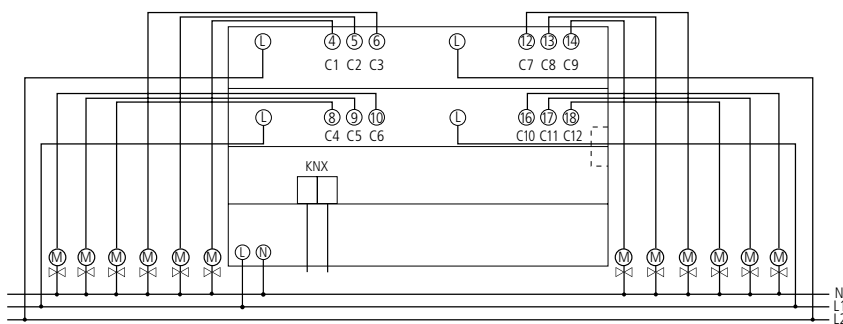 L 4 5 6 L 12 13 14
C1 C2 C3 C7 C8 C9
L 8 9 10 L 16 17 18
C4 C5 C6 C10 C11 C12
KNX
M M M M M M L N M M M M M M
N
L1
L2